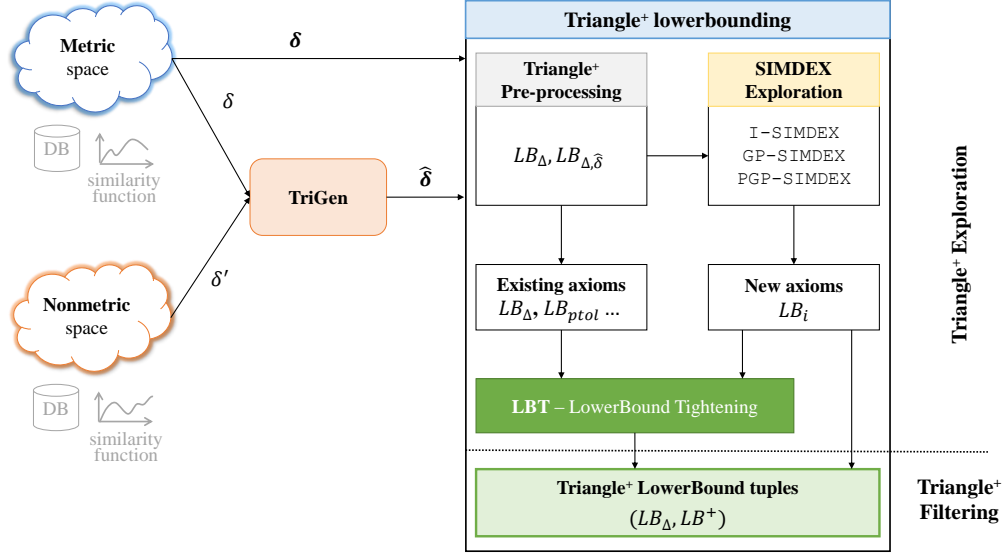 Metric
space
DB
similarity
function
Nonmetric
space
DB
similarity
function
δ
δ
δ′
TriGen
δ̂
Triangle⁺ lowerbounding
Triangle⁺
Pre-processing
LB_Δ, LB_Δ,δ̂
SIMDEX
Exploration
I-SIMDEX
GP-SIMDEX
PGP-SIMDEX
Existing axioms
LB_Δ, LB_ptol ...
New axioms
LB_i
LBT – LowerBound Tightening
Triangle⁺ LowerBound tuples
(LB_Δ, LB⁺)
Triangle⁺ Exploration
Triangle⁺
Filtering